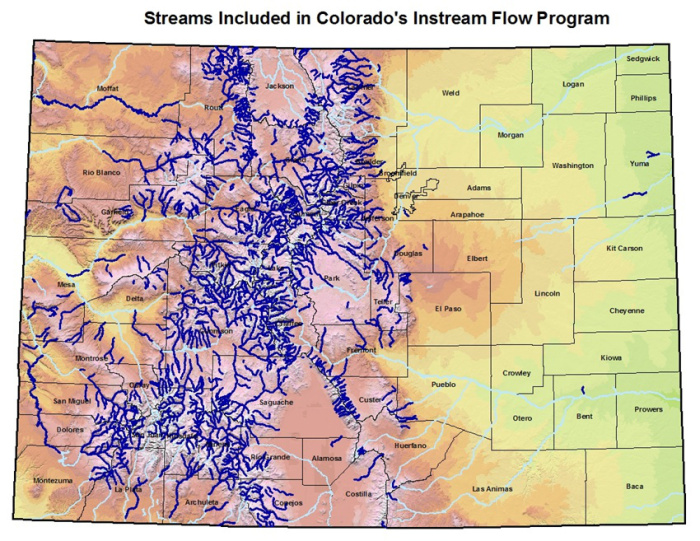 Streams Included in Colorado's Instream Flow Program
Sedgwick
Logan
Moffat
Jackson
Weld
Phillips
Routt
Morgan
Washington
Yuma
Rio Blanco
Boulder
Broomfield
Denver
Adams
Garfield
Arapahoe
Jefferson
Douglas
Elbert
Kit Carson
Park
Mesa
Lincoln
Delta
Teller
El Paso
Cheyenne
Gunnison
Fremont
Montrose
Kiowa
Crowley
Ouray
Pueblo
San Miguel
Saguache
Custer
Prowers
Otero
Bent
Dolores
Huerfano
Rio Grande
Alamosa
Montezuma
La Plata
Las Animas
Baca
Costilla
Archuleta
Conejos